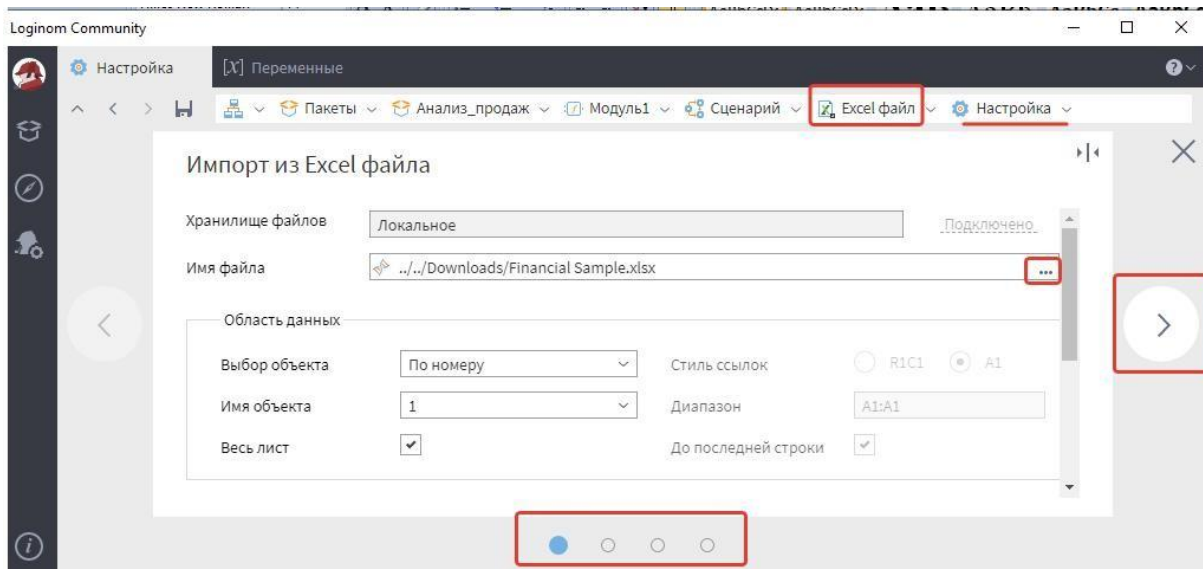 Loginom Community
Настройка
[X] Переменные
Пакеты
Анализ_продаж
Модуль1
Сценарий
Excel файл
Настройка
Импорт из Excel файла
Хранилище файлов
Локальное
Подключено
Имя файла
../../Downloads/Financial Sample.xlsx
...
Область данных
Выбор объекта
По номеру
Стиль ссылок
R1C1
A1
Имя объекта
1
Диапазон
A1:A1
Весь лист
До последней строки